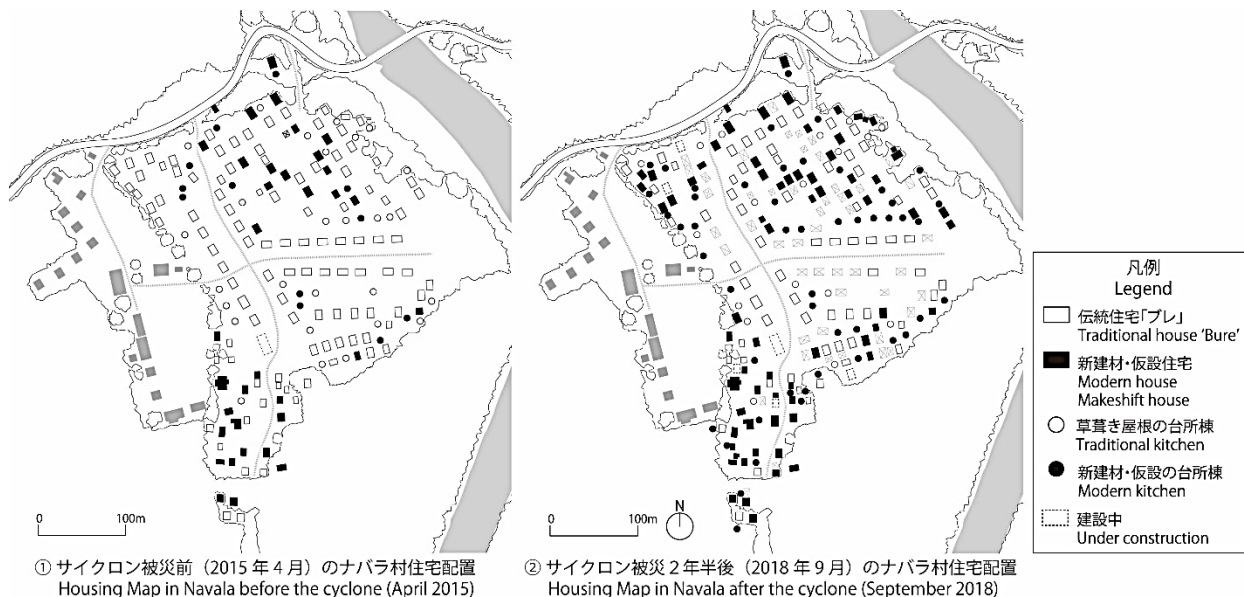 0
100m
① サイクロン被災前（2015 年 4 月）のナバラ村住宅配置
Housing Map in Navala before the cyclone (April 2015)
0
100m
N
② サイクロン被災２年半後（2018 年 9 月）のナバラ村住宅配置
Housing Map in Navala after the cyclone (September 2018)
凡例
Legend
伝統住宅「ブレ」
Traditional house 'Bure'
新建材・仮設住宅
Modern house
Makeshift house
草葺き屋根の台所棟
Traditional kitchen
新建材・仮設の台所棟
Modern kitchen
建設中
Under construction